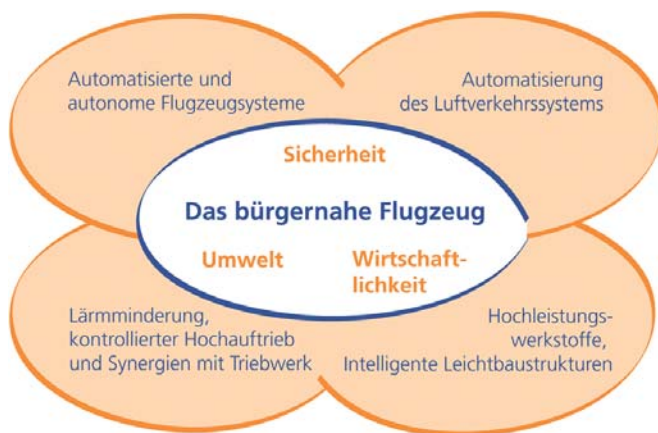 Automatisierte und
autonome Flugzeugsysteme
Automatisierung
des Luftverkehrssystems
Sicherheit
Das bürgernahe Flugzeug
Umwelt
Wirtschaft-
lichkeit
Lärmminderung,
kontrollierter Hochauftrieb
und Synergien mit Triebwerk
Hochleistungs-
werkstoffe,
Intelligente Leichtbaustrukturen